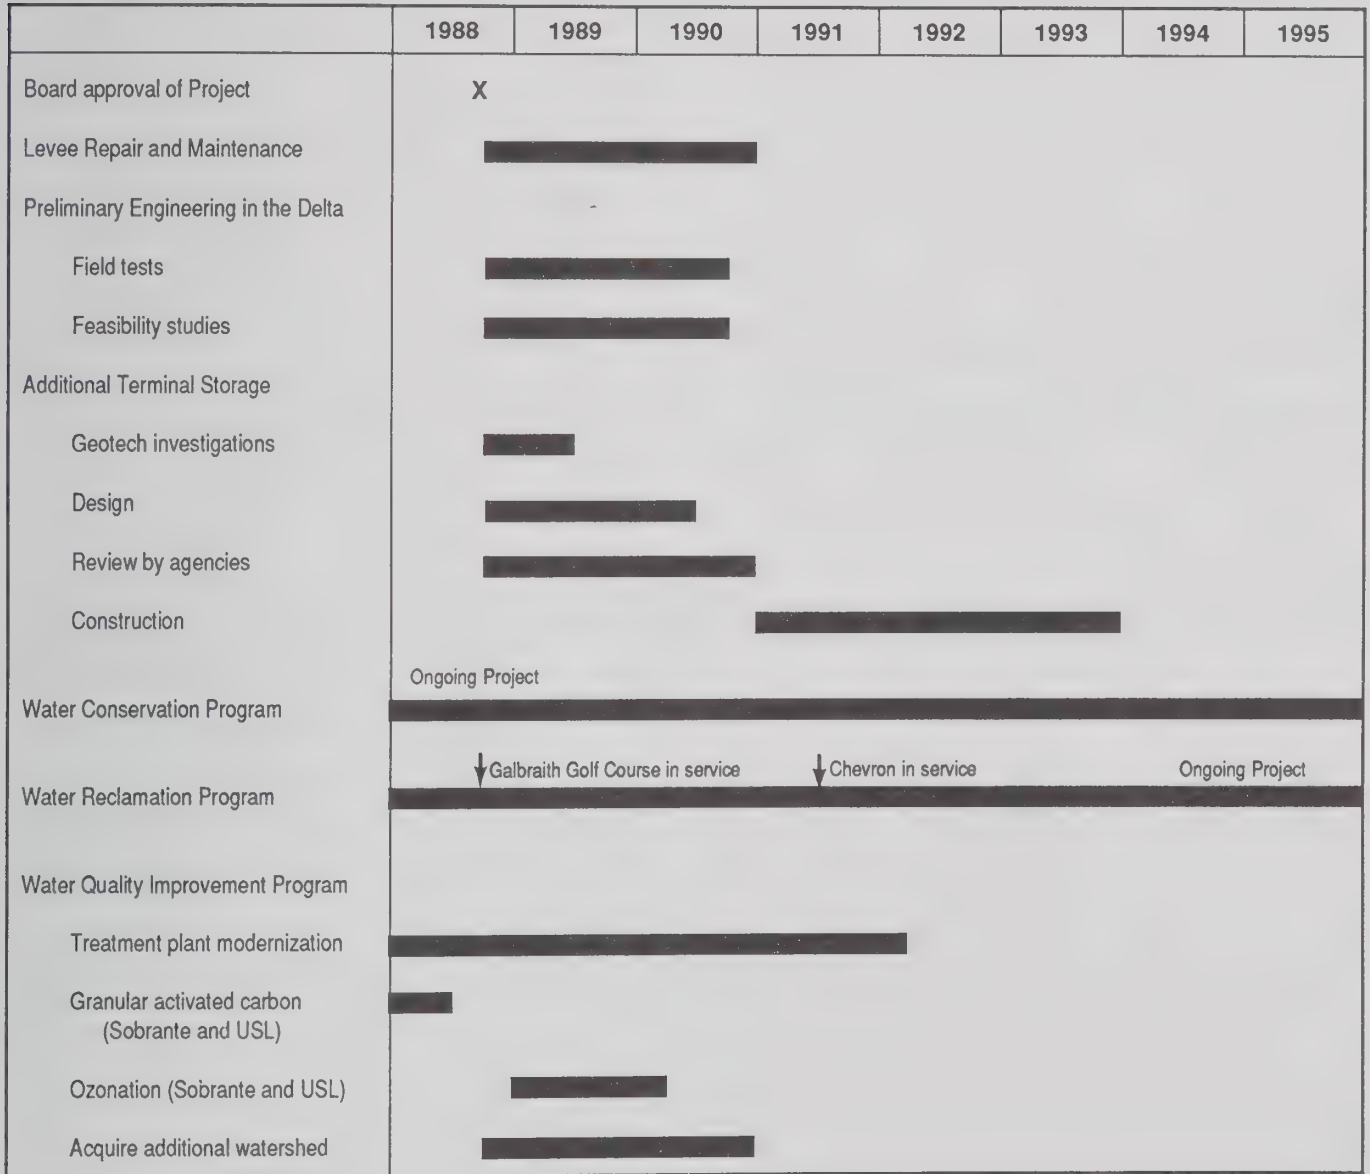 1988 1989 1990 1991 1992 1993 1994 1995
Board approval of Project X
Levee Repair and Maintenance
Preliminary Engineering in the Delta
Field tests
Feasibility studies
Additional Terminal Storage
Geotech investigations
Design
Review by agencies
Construction
Ongoing Project
Water Conservation Program
Galbraith Golf Course in service Chevron in service Ongoing Project
Water Reclamation Program
Water Quality Improvement Program
Treatment plant modernization
Granular activated carbon
(Sobrante and USL)
Ozonation (Sobrante and USL)
Acquire additional watershed